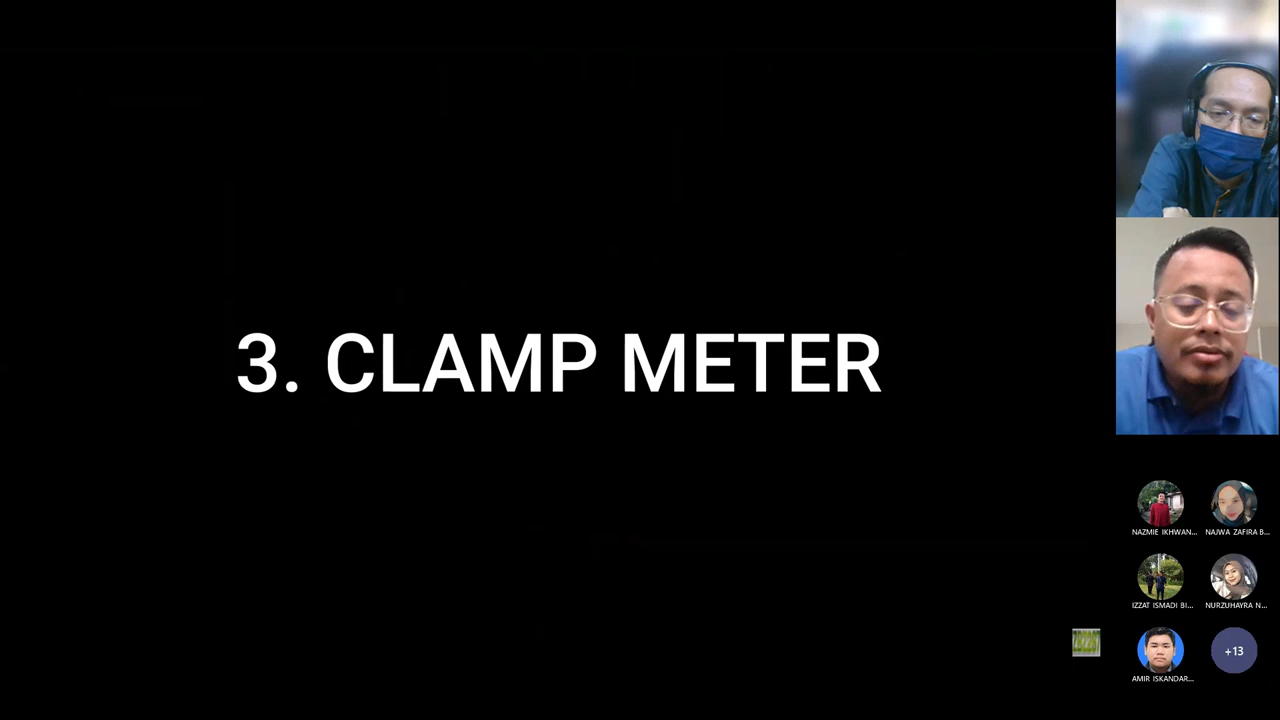 3. CLAMP METER
NAZMIE IKHWAN...
NAJWA ZAFIRA B...
IZZAT ISMADI BI...
NURZUHAYRA N...
AMIR ISKANDAR...
+13